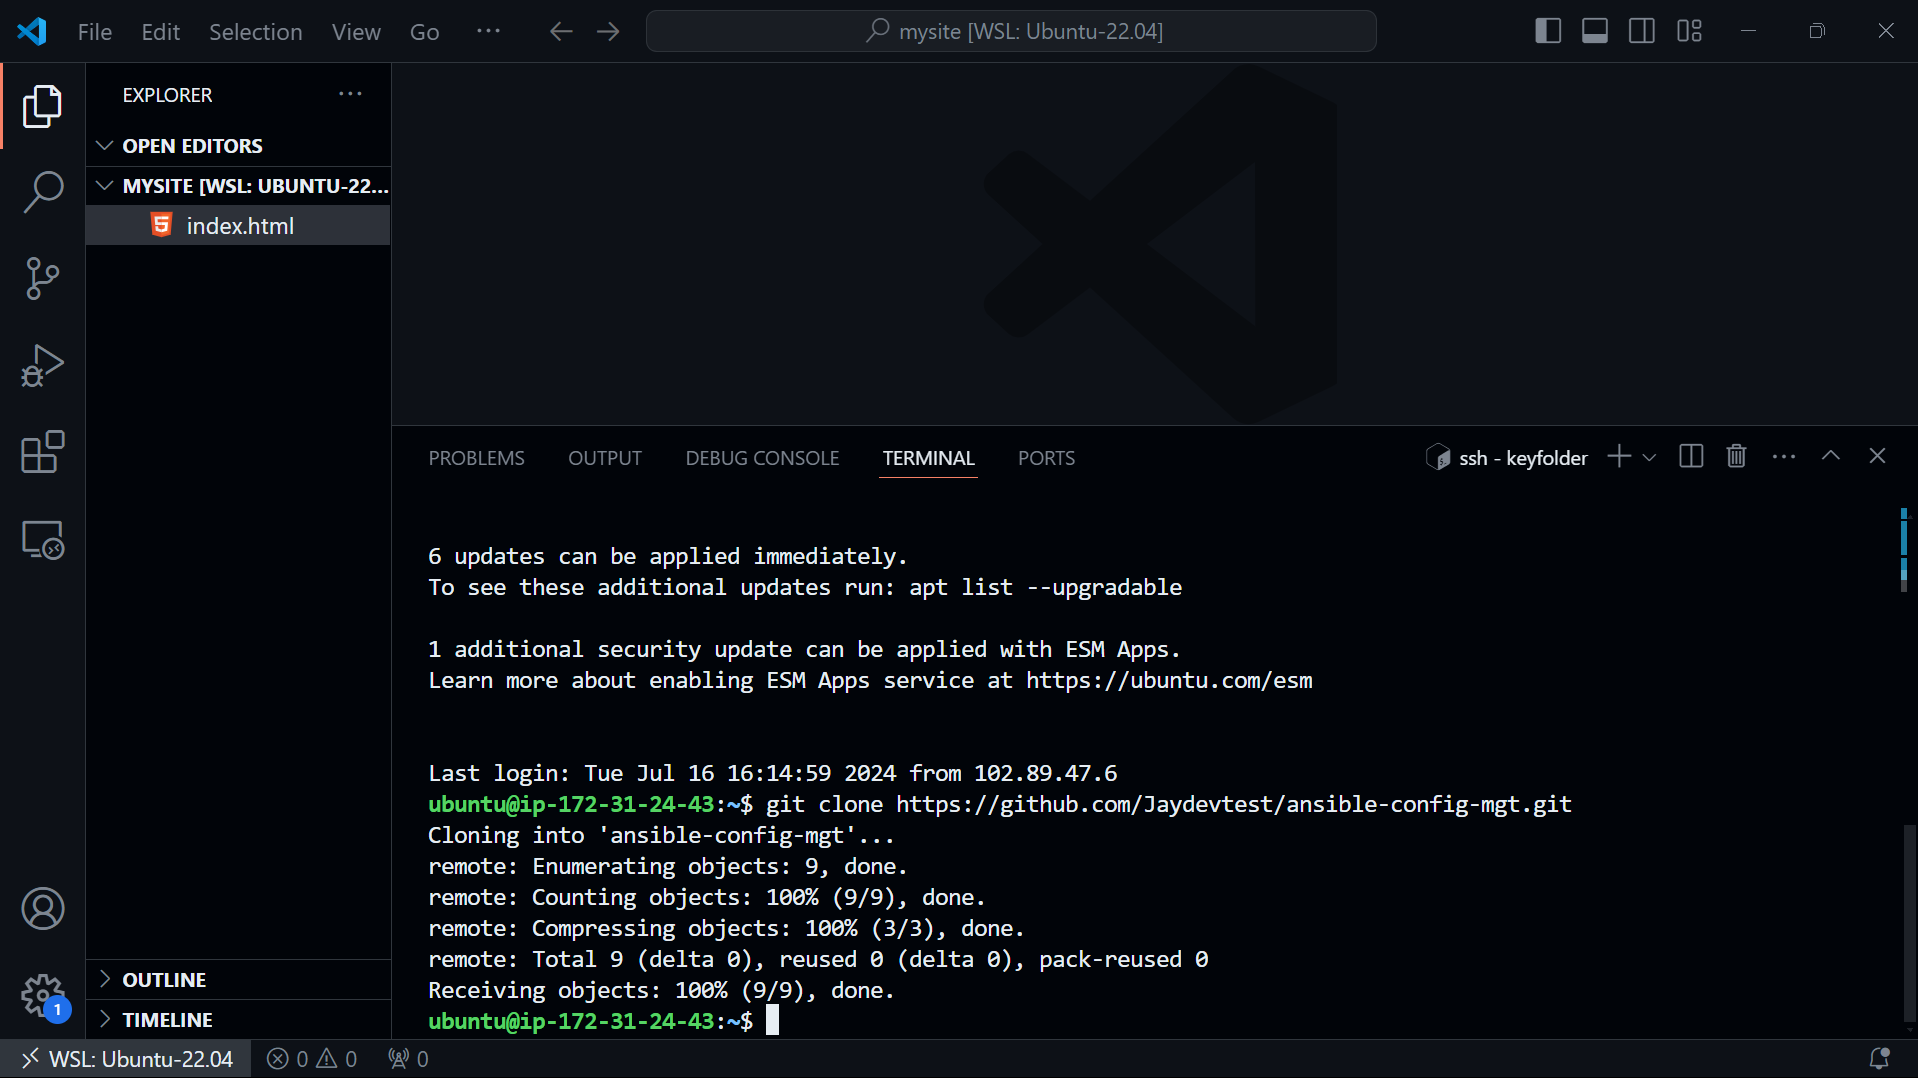 File Edit Selection View Go ··· mysite [WSL: Ubuntu-22.04]
EXPLORER ···
OPEN EDITORS
MYSITE [WSL: UBUNTU-22...
5 index.html
PROBLEMS OUTPUT DEBUG CONSOLE TERMINAL PORTS ssh - keyfolder ···
6 updates can be applied immediately.
To see these additional updates run: apt list --upgradable
1 additional security update can be applied with ESM Apps.
Learn more about enabling ESM Apps service at https://ubuntu.com/esm
Last login: Tue Jul 16 16:14:59 2024 from 102.89.47.6
ubuntu@ip-172-31-24-43:~$ git clone https://github.com/Jaydevtest/ansible-config-mgt.git
Cloning into 'ansible-config-mgt'...
remote: Enumerating objects: 9, done.
remote: Counting objects: 100% (9/9), done.
remote: Compressing objects: 100% (3/3), done.
remote: Total 9 (delta 0), reused 0 (delta 0), pack-reused 0
Receiving objects: 100% (9/9), done.
ubuntu@ip-172-31-24-43:~$
OUTLINE
1
TIMELINE
WSL: Ubuntu-22.04 0 0 0